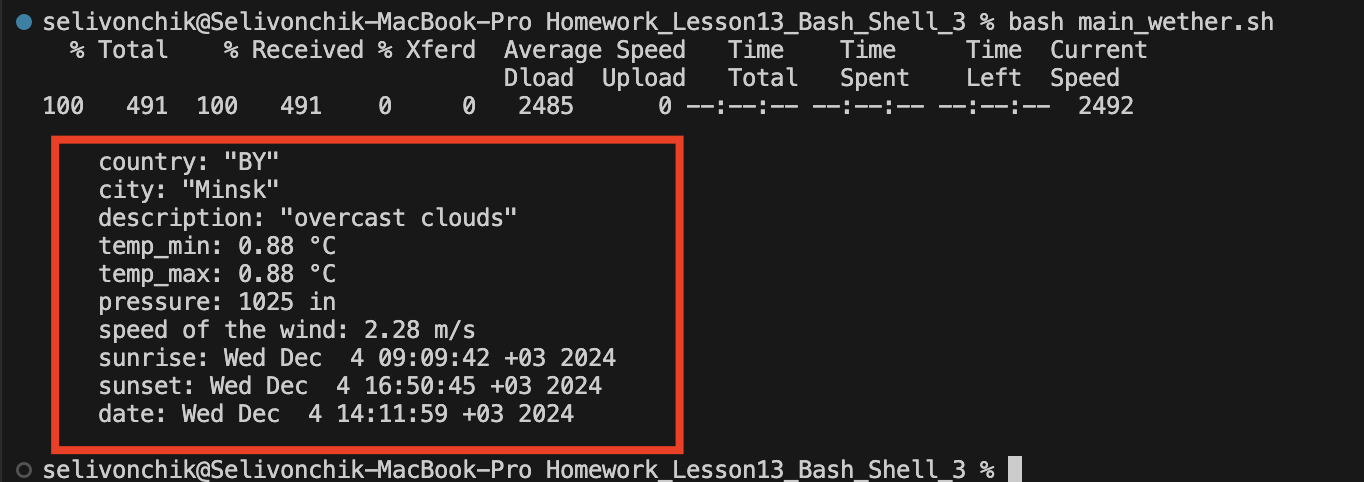 selivonchik@Selivonchik-MacBook-Pro Homework_Lesson13_Bash_Shell_3 % bash main_wether.sh
  % Total    % Received % Xferd  Average Speed   Time    Time     Time  Current
                                 Dload  Upload   Total   Spent    Left  Speed
100   491  100   491    0     0   2485      0 --:--:-- --:--:-- --:--:--  2492
country: "BY"
city: "Minsk"
description: "overcast clouds"
temp_min: 0.88 °C
temp_max: 0.88 °C
pressure: 1025 in
speed of the wind: 2.28 m/s
sunrise: Wed Dec  4 09:09:42 +03 2024
sunset: Wed Dec  4 16:50:45 +03 2024
date: Wed Dec  4 14:11:59 +03 2024
selivonchik@Selivonchik-MacBook-Pro Homework_Lesson13_Bash_Shell_3 %